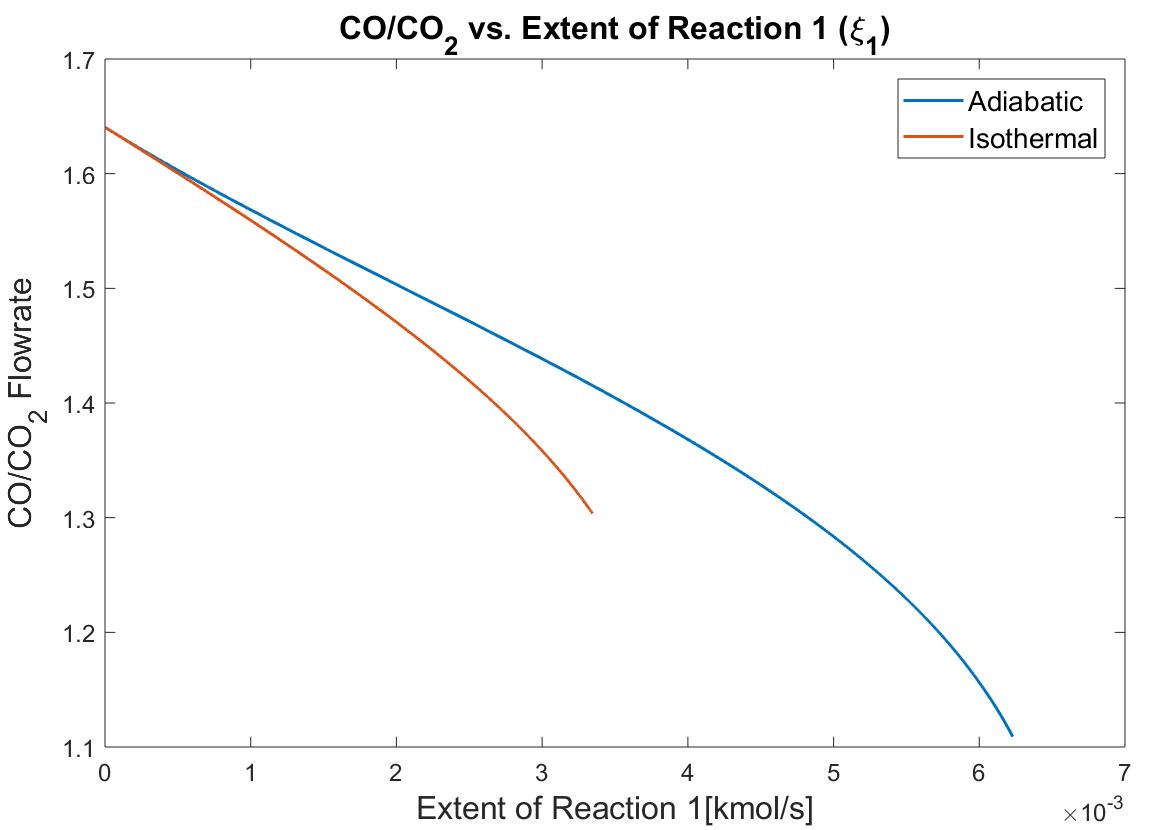 CO/CO2 vs. Extent of Reaction 1 (ξ1)
Adiabatic
Isothermal
CO/CO2 Flowrate
1.7
1.6
1.5
1.4
1.3
1.2
1.1
0 1 2 3 4 5 6 7
Extent of Reaction 1[kmol/s]
×10-3